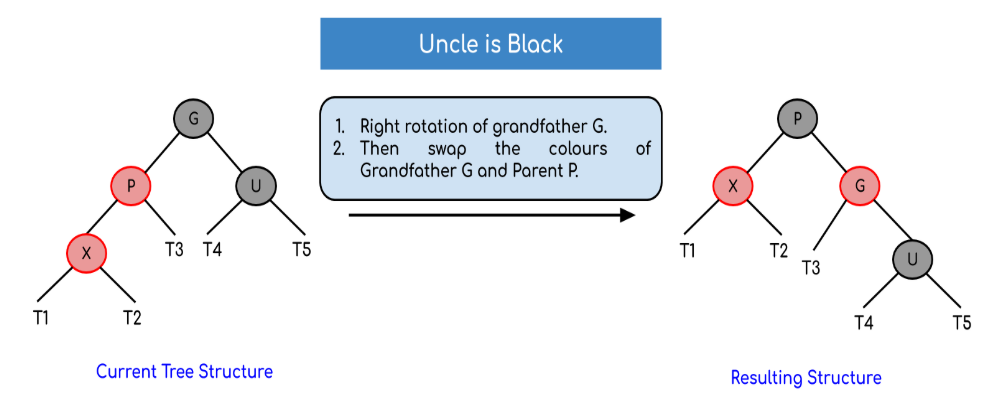 Uncle is Black
1. Right rotation of grandfather G.
2. Then swap the colours of
Grandfather G and Parent P.
G
P
U
X
T3
T4
T5
T1
T2
Current Tree Structure
P
X
G
T1
T2
T3
U
T4
T5
Resulting Structure